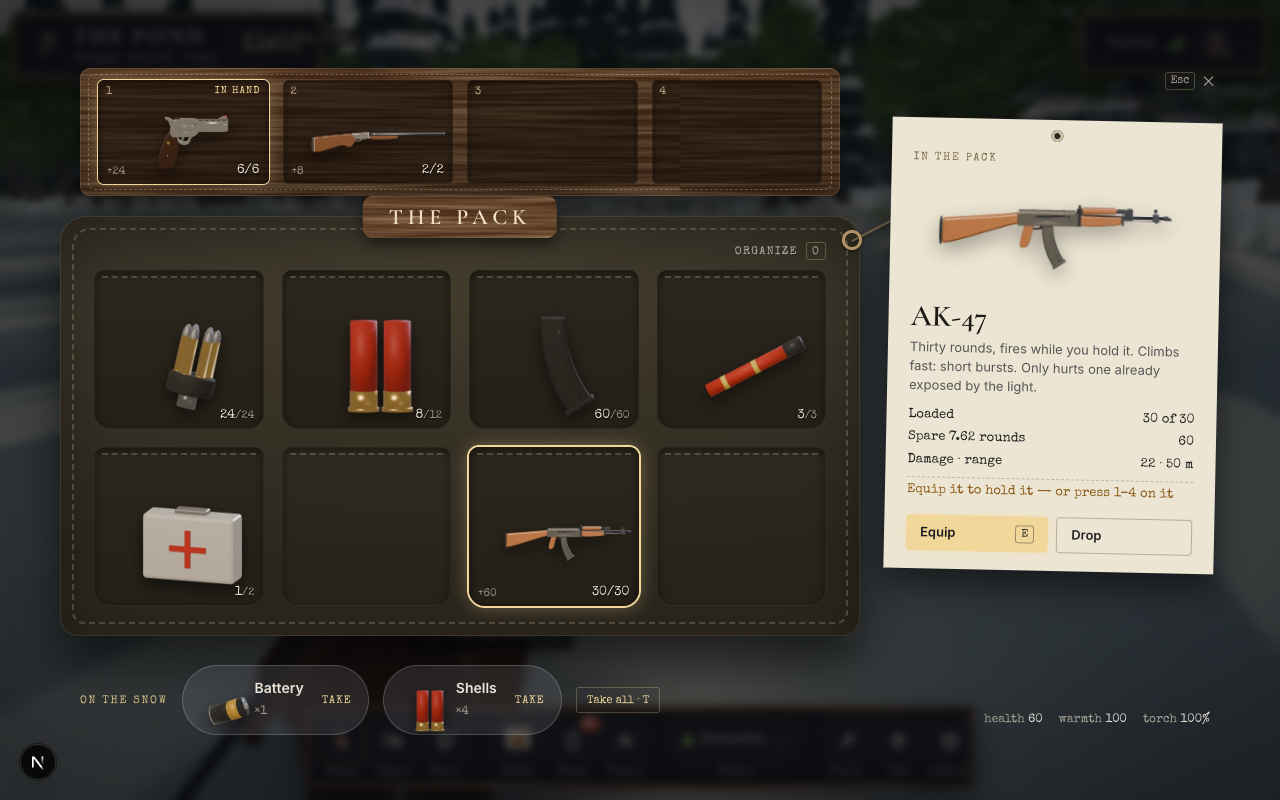 THE POND
1 IN HAND
+24 6/6
2
+8 2/2
3
4
Esc
THE PACK
ORGANIZE O
24/24
8/12
60/60
3/3
1/2
+60 30/30
IN THE PACK
AK-47
Thirty rounds, fires while you hold it. Climbs
fast: short bursts. Only hurts one already
exposed by the light.
Loaded 30 of 30
Spare 7.62 rounds 60
Damage · range 22 · 50 m
Equip it to hold it — or press 1–4 on it
Equip E
Drop
ON THE SNOW
Battery
×1
TAKE
Shells
×4
TAKE
Take all · T
health 60 warmth 100 torch 100%
N